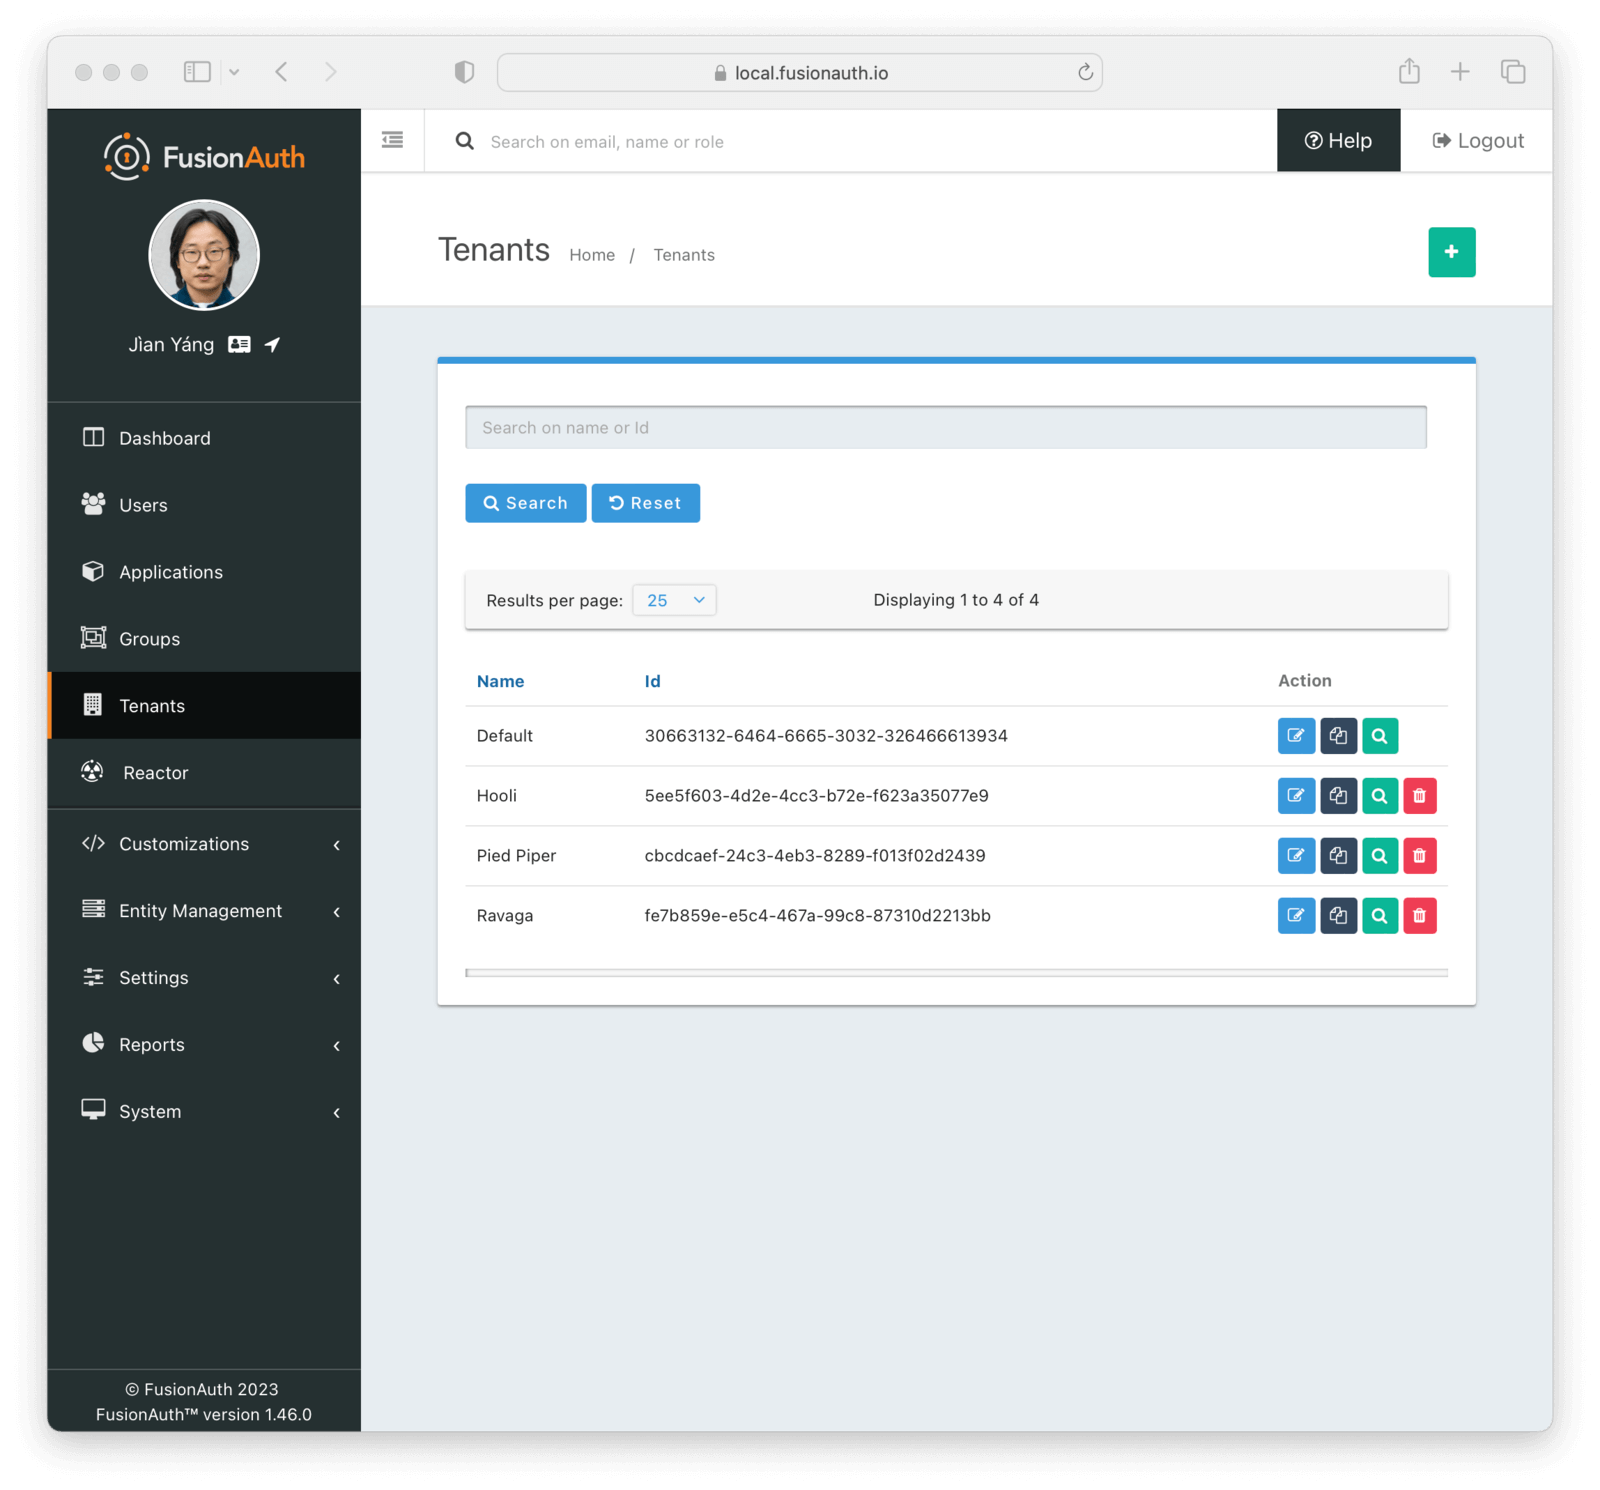 local.fusionauth.io
FusionAuth
Search on email, name or role
Help
Logout
Jìan Yáng
Tenants
Home / Tenants
Dashboard
Users
Applications
Groups
Tenants
Reactor
Customizations
Entity Management
Settings
Reports
System
© FusionAuth 2023
FusionAuth™ version 1.46.0
Search on name or Id
Search
Reset
Results per page: 25
Displaying 1 to 4 of 4
Name Id Action
Default 30663132-6464-6665-3032-326466613934
Hooli 5ee5f603-4d2e-4cc3-b72e-f623a35077e9
Pied Piper cbcdcaef-24c3-4eb3-8289-f013f02d2439
Ravaga fe7b859e-e5c4-467a-99c8-87310d2213bb